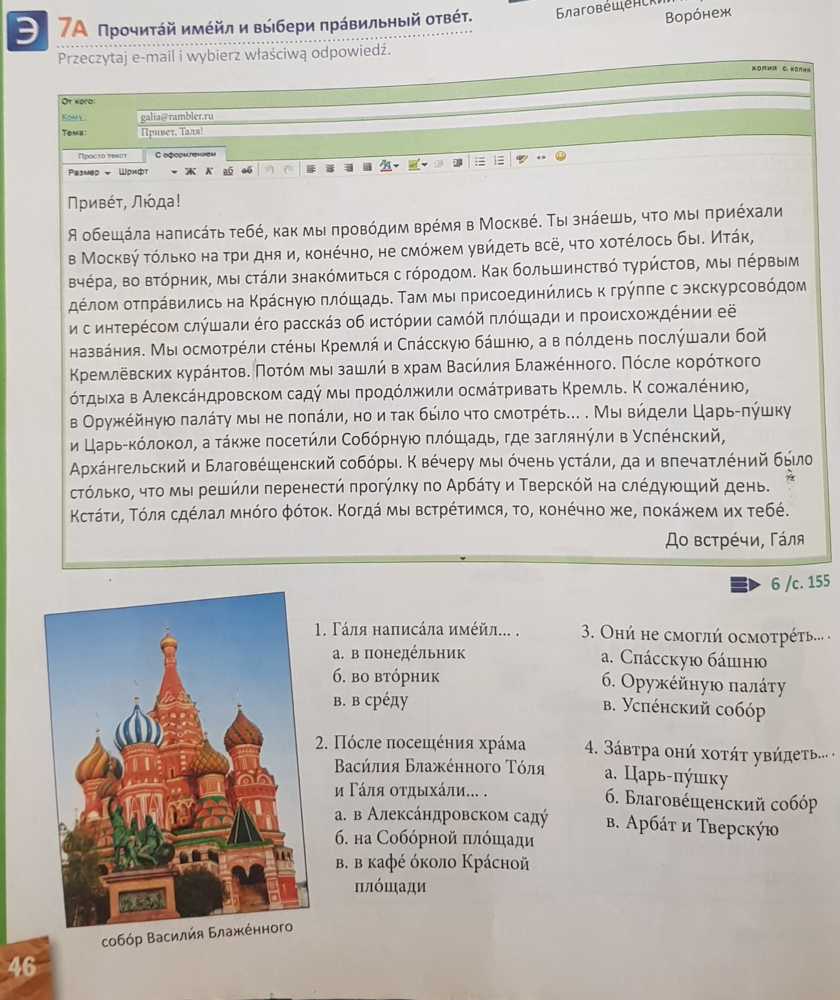 Благове́щенский
Воро́неж
Э 7А Прочита́й име́йл и вы́бери пра́вильный отве́т.
Przeczytaj e-mail i wybierz właściwą odpowiedź.
копия с. копия
От кого:
Кому: galia@rambler.ru
Тема: Привет, Таля!
Просто текст С оформлением
Размер Шрифт Ж К аб аб
Приве́т, Лю́да!
Я обеща́ла написа́ть тебе́, как мы прово́дим вре́мя в Москве́. Ты зна́ешь, что мы прие́хали
в Москву́ то́лько на три дня и, коне́чно, не смо́жем уви́деть всё, что хоте́лось бы. Ита́к,
вче́ра, во вто́рник, мы ста́ли знако́миться с го́родом. Как большинство́ тури́стов, мы пе́рвым
де́лом отпра́вились на Кра́сную пло́щадь. Там мы присоедини́лись к гру́ппе с экскурсово́дом
и с интере́сом слу́шали е́го расска́з об исто́рии само́й пло́щади и происхожде́нии её
назва́ния. Мы осмотре́ли сте́ны Кремля́ и Спа́сскую ба́шню, а в по́лдень послу́шали бой
Кремлёвских кура́нтов. Пото́м мы зашли́ в храм Васи́лия Блаже́нного. По́сле коро́ткого
о́тдыха в Алекса́ндровском саду́ мы продо́лжили осма́тривать Кремль. К сожале́нию,
в Оруже́йную пала́ту мы не попа́ли, но и так бы́ло что смотре́ть... . Мы ви́дели Царь-пу́шку
и Царь-ко́локол, а та́кже посети́ли Собо́рную пло́щадь, где загляну́ли в Успе́нский,
Арха́нгельский и Благове́щенский собо́ры. К ве́черу мы о́чень уста́ли, да и впечатле́ний бы́ло
сто́лько, что мы реши́ли перенести́ прогу́лку по Арба́ту и Тверско́й на сле́дующий день.
Кста́ти, То́ля сде́лал мно́го фо́ток. Когда́ мы встре́тимся, то, коне́чно же, пока́жем их тебе́.
До встре́чи, Га́ля
6 /с. 155
1. Га́ля написа́ла име́йл... .
а. в понеде́льник
б. во вто́рник
в. в сре́ду
2. По́сле посеще́ния хра́ма
Васи́лия Блаже́нного То́ля
и Га́ля отдыха́ли... .
а. в Алекса́ндровском саду́
б. на Собо́рной пло́щади
в. в кафе́ о́коло Кра́сной
пло́щади
3. Они́ не смогли́ осмотре́ть... .
а. Спа́сскую ба́шню
б. Оруже́йную пала́ту
в. Успе́нский собо́р
4. За́втра они́ хотя́т уви́деть... .
а. Царь-пу́шку
б. Благове́щенский собо́р
в. Арба́т и Тверску́ю
собо́р Васили́я Блаже́нного
46